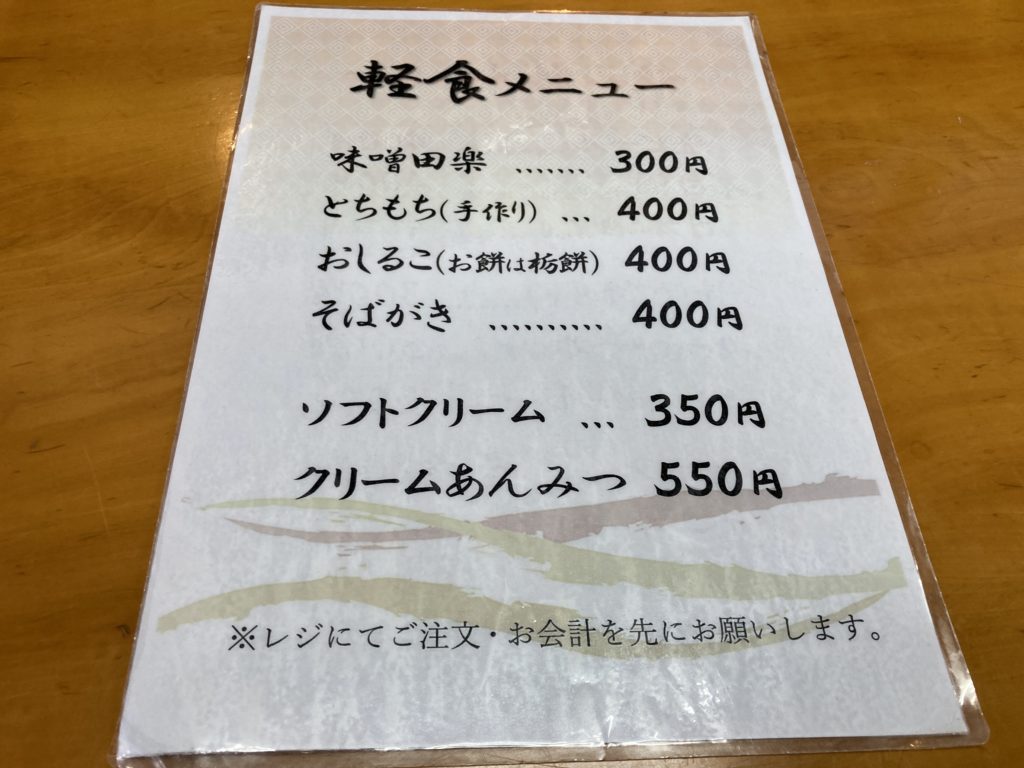 軽食メニュー
味噌田楽 ....... 300円
とちもち(手作り) ... 400円
おしるこ(お餅は栃餅) 400円
そばがき .......... 400円
ソフトクリーム ... 350円
クリームあんみつ 550円
※レジにてご注文・お会計を先にお願いします。